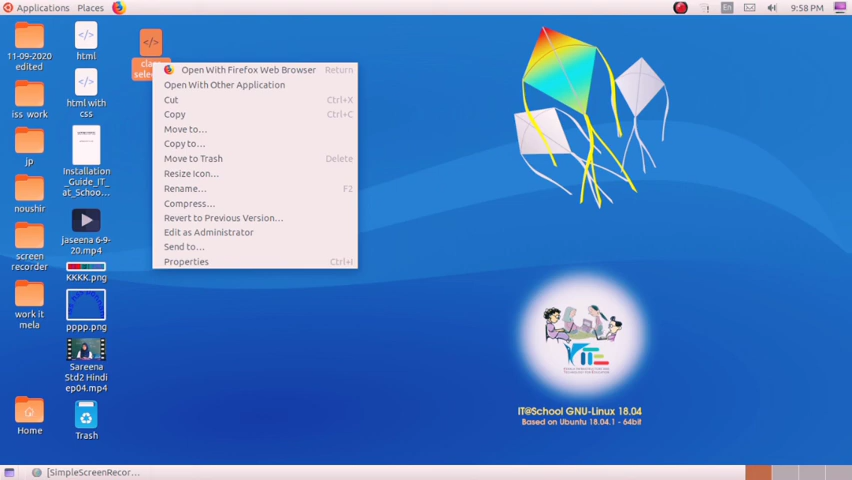 Applications Places
En
9:58 PM
11-09-2020
edited
html
html with
css
iss work
jp
Installation
_Guide_IT_
at_Schoo...
noushir
jaseena 6-9-
20.mp4
screen
recorder
KKKK.png
work it
mela
pppp.png
Sareena
Std2 Hindi
ep04.mp4
Home
Trash
Open With Firefox Web Browser Return
Open With Other Application
Cut Ctrl+X
Copy Ctrl+C
Move to...
Copy to...
Move to Trash Delete
Resize Icon...
Rename... F2
Compress...
Revert to Previous Version...
Edit as Administrator
Send to...
Properties Ctrl+I
IT@School GNU-Linux 18.04
Based on Ubuntu 18.04.1 - 64bit
[SimpleScreenRecor...